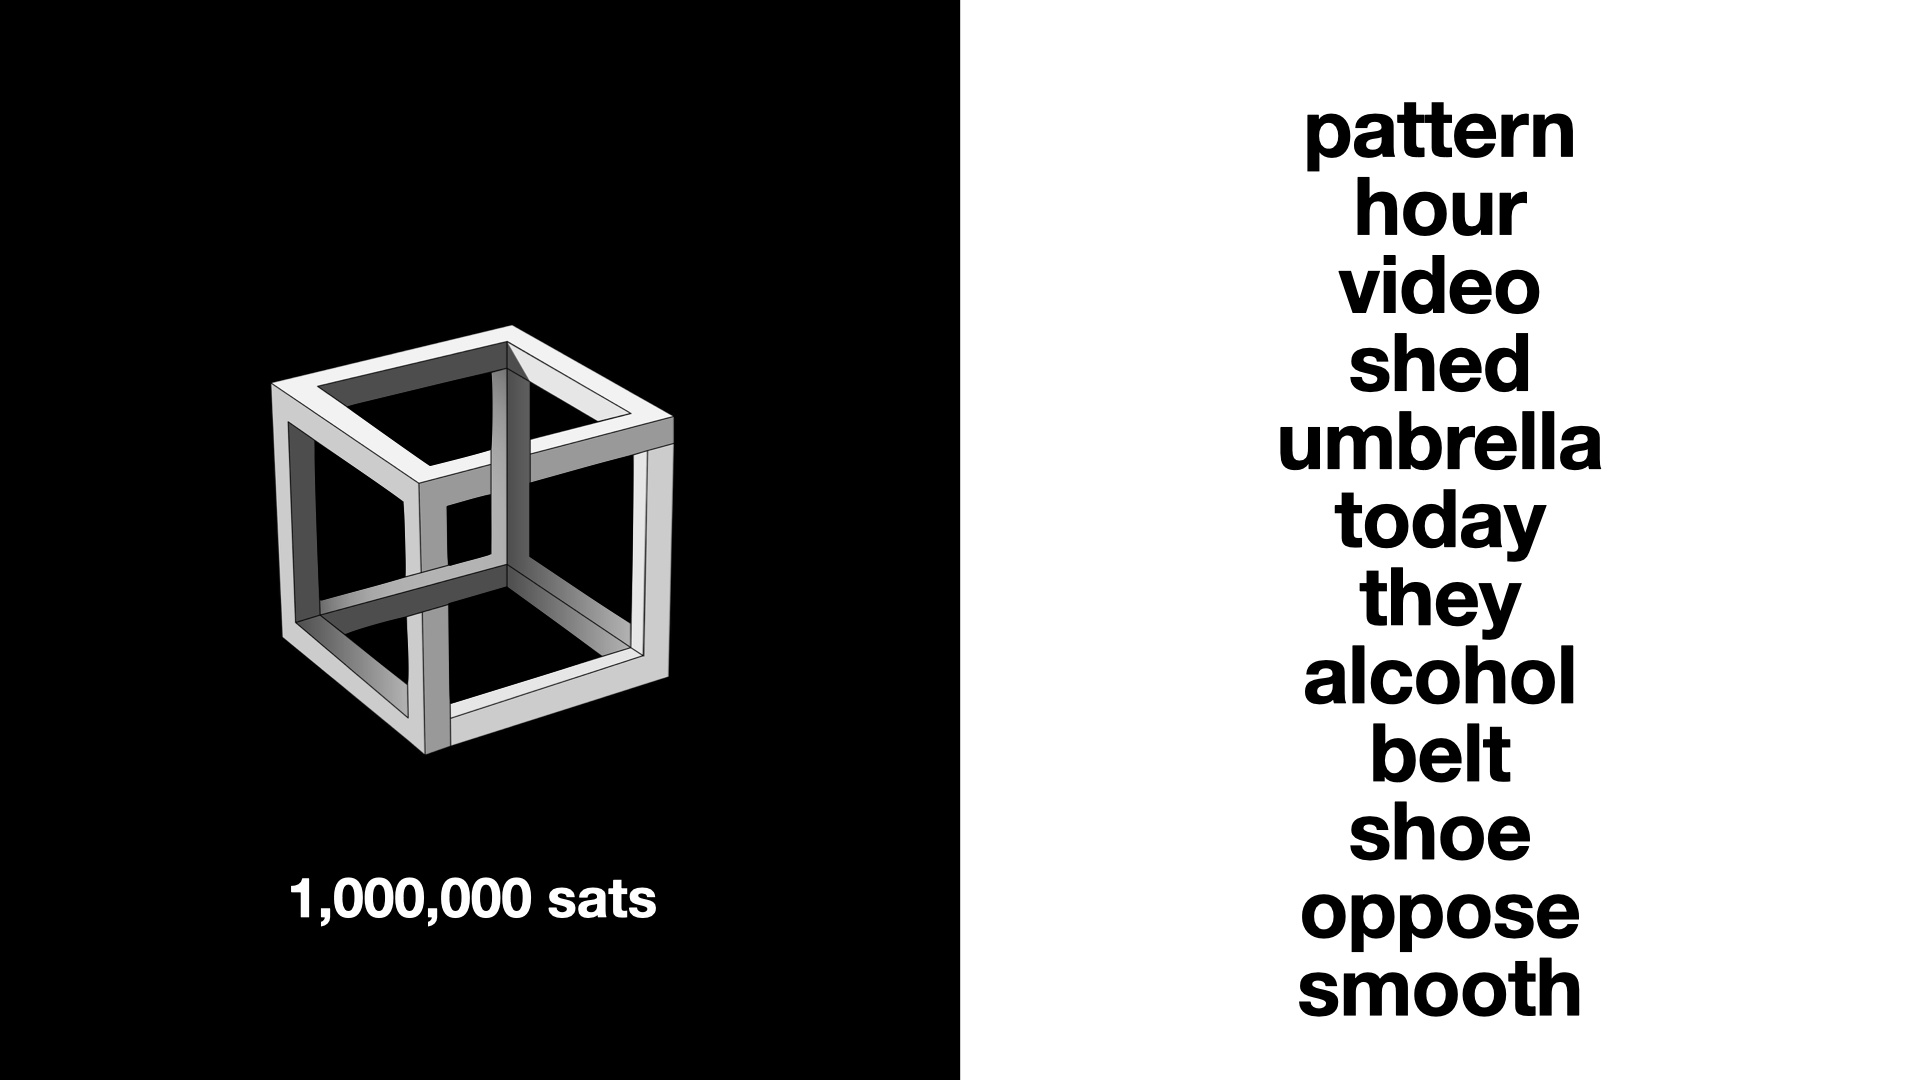 1,000,000 sats
pattern
hour
video
shed
umbrella
today
they
alcohol
belt
shoe
oppose
smooth